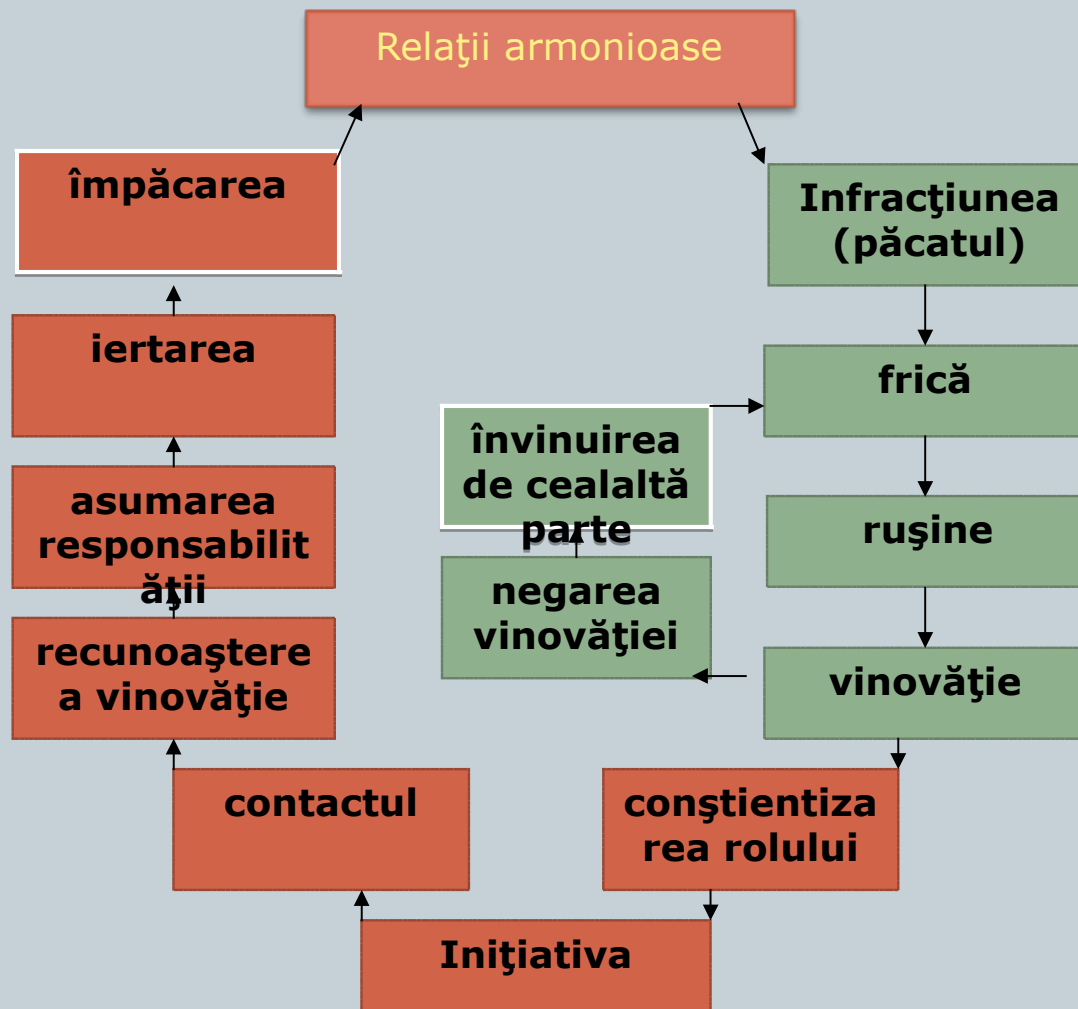 Relaţii armonioase
împăcarea
Infracţiunea
(păcatul)
iertarea
frică
învinuirea
de cealaltă
parte
asumarea
responsabilit
ăţii
ruşine
negarea
vinovăţiei
recunoaştere
a vinovăţie
vinovăţie
contactul
conştientiza
rea rolului
Iniţiativa